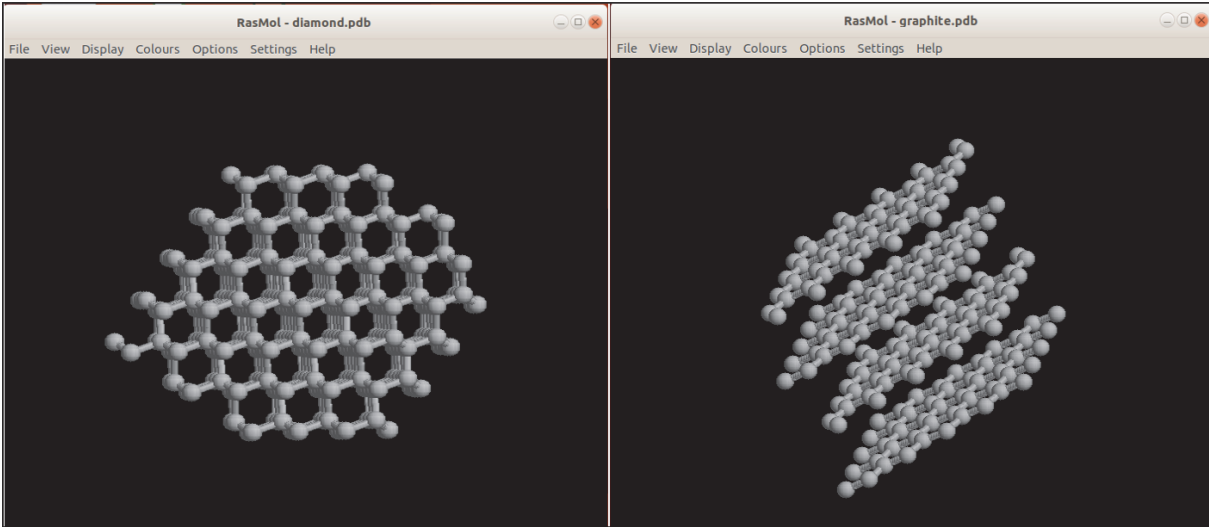 RasMol - diamond.pdb
File View Display Colours Options Settings Help
RasMol - graphite.pdb
File View Display Colours Options Settings Help